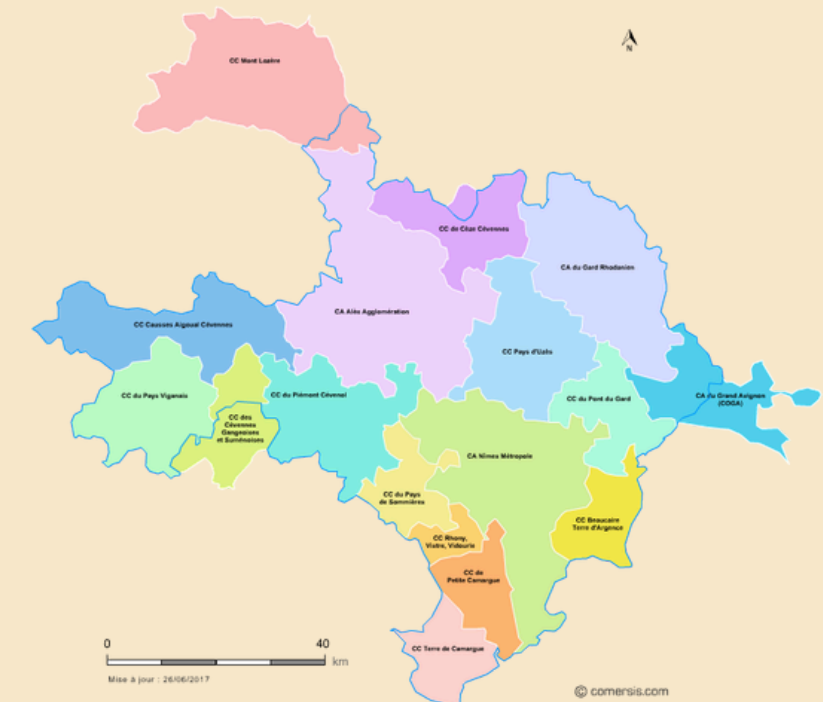 CC Mont Lozère
N
CC de Cèze Cévennes
CA du Gard Rhodanien
CA Alès Agglomération
CC Causses Aigoual Cévennes
CC Pays d'Uzès
CC du Pays Viganais
CC du Piémont Cévenol
CC du Pont du Gard
CA du Grand Avignon
(COGA)
CC des
Cévennes
Gangeoises
et Suménoises
CA Nîmes Métropole
CC du Pays
de Sommières
CC Beaucaire
Terre d'Argence
CC Rhony,
Vistre, Vidourle
CC de
Petite Camargue
CC Terre de Camargue
0 40
km
Mise à jour : 26/06/2017
© comersis.com